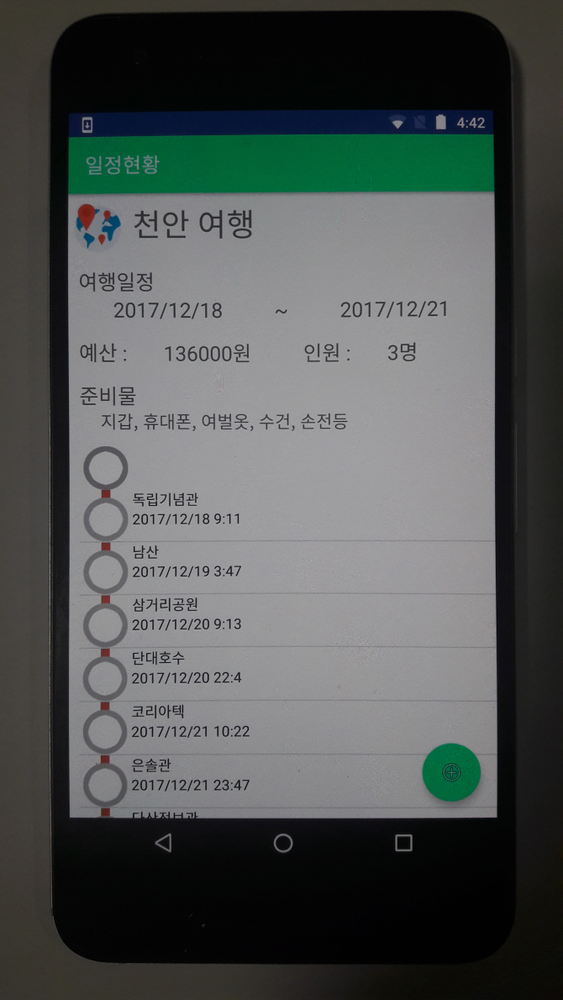 4:42
일정현황
천안 여행
여행일정
2017/12/18 ~ 2017/12/21
예산 : 136000원 인원 : 3명
준비물
지갑, 휴대폰, 여벌옷, 수건, 손전등
독립기념관
2017/12/18 9:11
남산
2017/12/19 3:47
삼거리공원
2017/12/20 9:13
단대호수
2017/12/20 22:4
코리아텍
2017/12/21 10:22
은솔관
2017/12/21 23:47